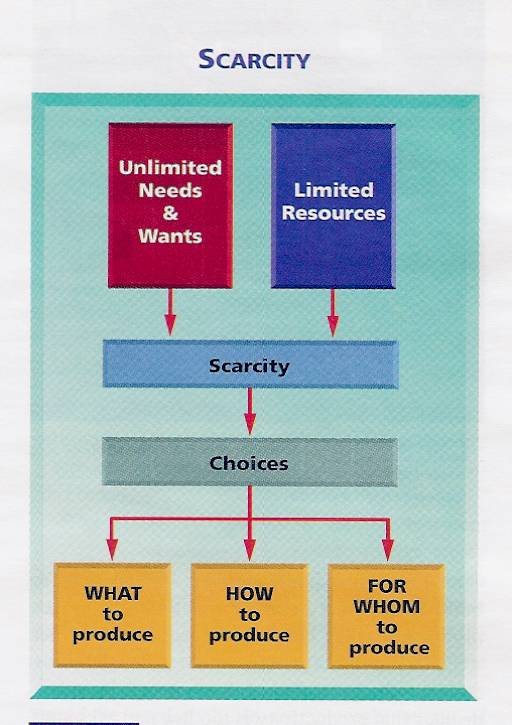 SCARCITY
Unlimited
Needs
&
Wants
Limited
Resources
Scarcity
Choices
WHAT
to
produce
HOW
to
produce
FOR
WHOM
to
produce